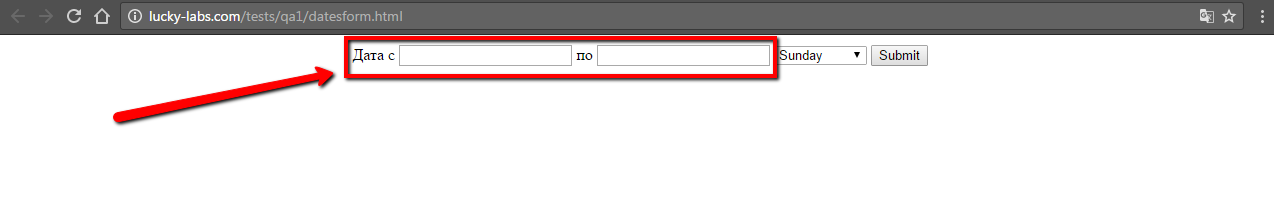 lucky-labs.com/tests/qa1/datesform.html
Дата с по Sunday Submit